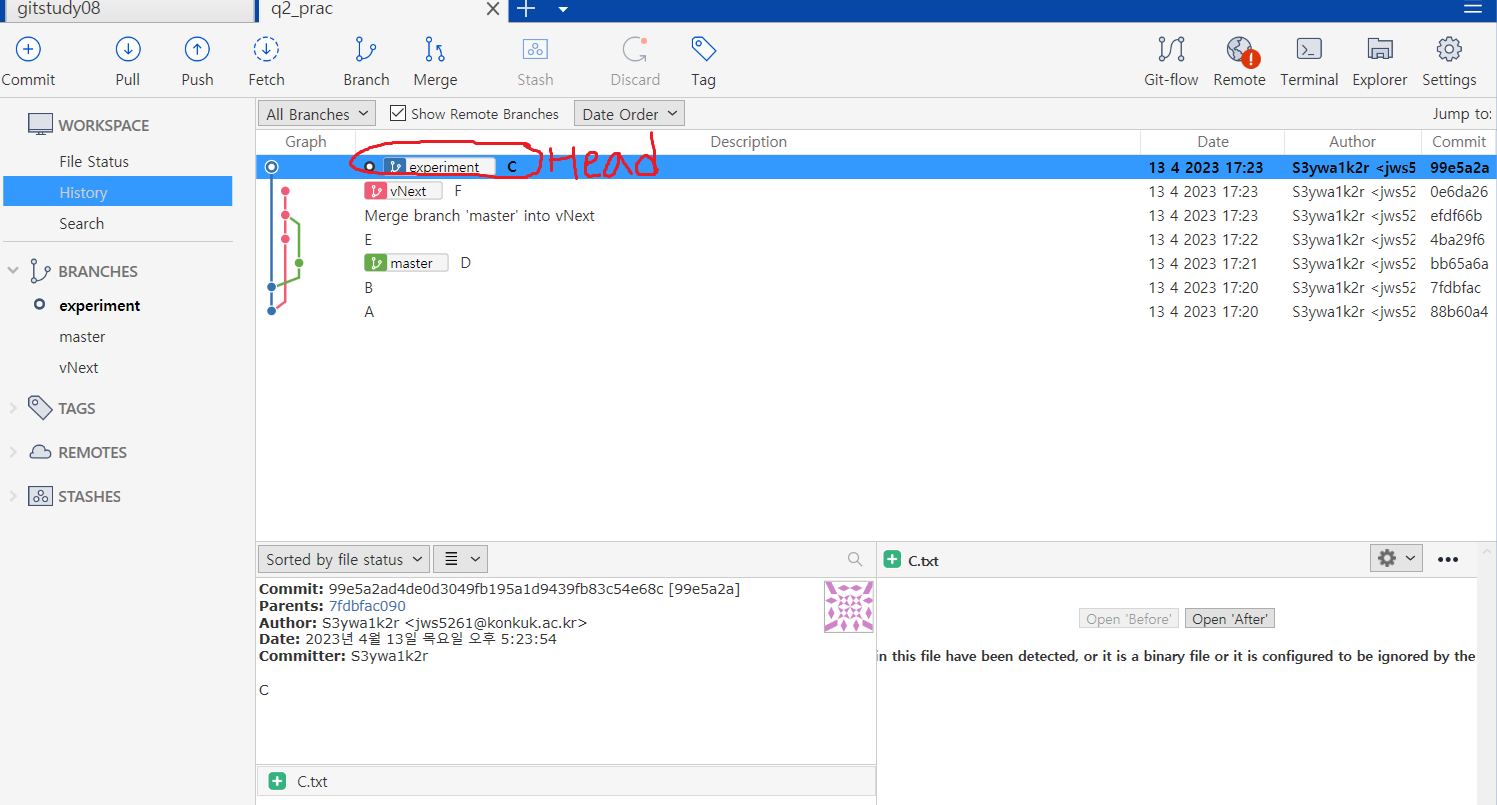 gitstudy08
q2_prac
Commit Pull Push Fetch Branch Merge Stash Discard Tag Git-flow Remote Terminal Explorer Settings
All Branches Show Remote Branches Date Order Jump to:
WORKSPACE
File Status
History
Search
BRANCHES
experiment
master
vNext
TAGS
REMOTES
STASHES
Graph Description Date Author Commit
experiment C Head 13 4 2023 17:23 S3ywa1k2r <jws5 99e5a2a
vNext F 13 4 2023 17:23 S3ywa1k2r <jws52 0e6da26
Merge branch 'master' into vNext 13 4 2023 17:23 S3ywa1k2r <jws52 efdf66b
E 13 4 2023 17:22 S3ywa1k2r <jws52 4ba29f6
master D 13 4 2023 17:21 S3ywa1k2r <jws52 bb65a6a
B 13 4 2023 17:20 S3ywa1k2r <jws52 7fdbfac
A 13 4 2023 17:20 S3ywa1k2r <jws52 88b60a4
Sorted by file status
Commit: 99e5a2ad4de0d3049fb195a1d9439fb83c54e68c [99e5a2a]
Parents: 7fdbfac090
Author: S3ywa1k2r <jws5261@konkuk.ac.kr>
Date: 2023년 4월 13일 목요일 오후 5:23:54
Committer: S3ywa1k2r
C
C.txt
C.txt
Open 'Before' Open 'After'
in this file have been detected, or it is a binary file or it is configured to be ignored by the